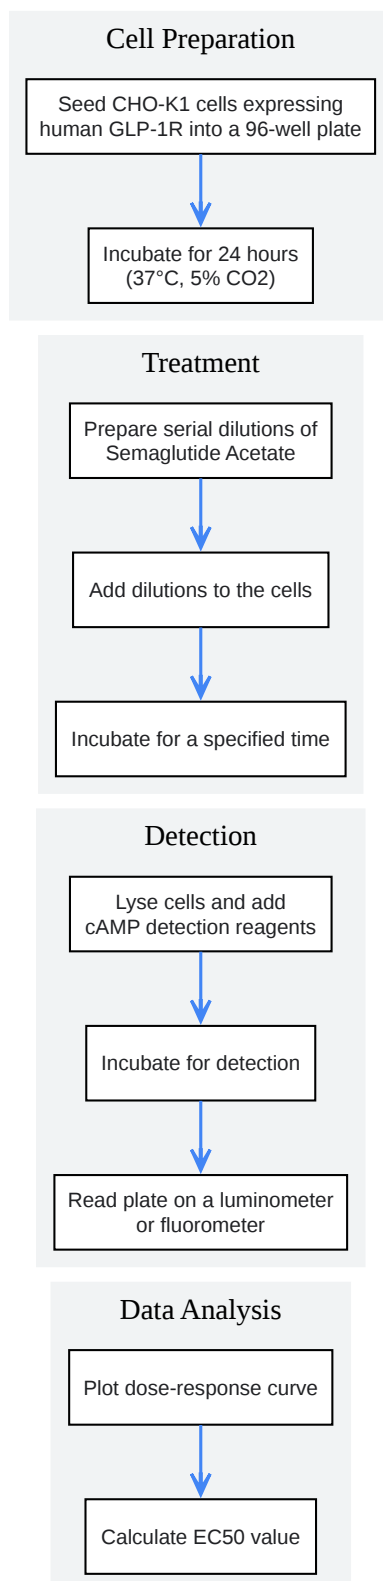 Cell Preparation
Seed CHO-K1 cells expressing
human GLP-1R into a 96-well plate
Incubate for 24 hours
(37°C, 5% CO2)
Treatment
Prepare serial dilutions of
Semaglutide Acetate
Add dilutions to the cells
Incubate for a specified time
Detection
Lyse cells and add
cAMP detection reagents
Incubate for detection
Read plate on a luminometer
or fluorometer
Data Analysis
Plot dose-response curve
Calculate EC50 value